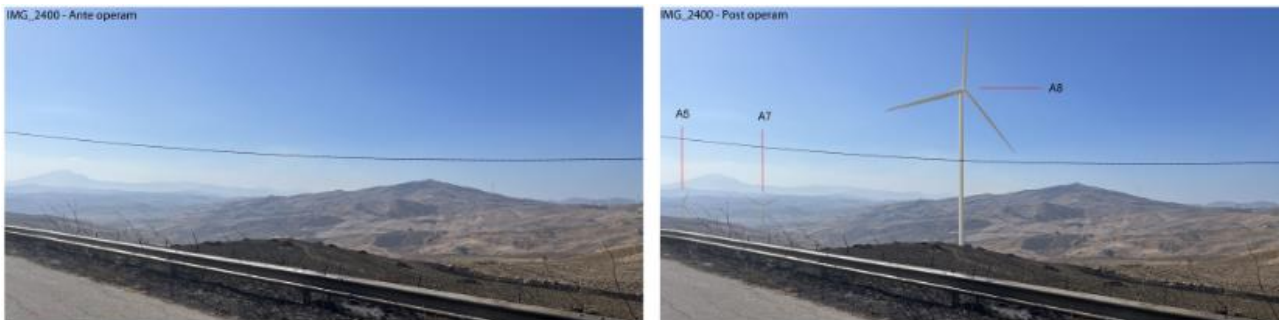 IMG_2400 - Ante operam
IMG_2400 - Post operam
A8
A6
A7